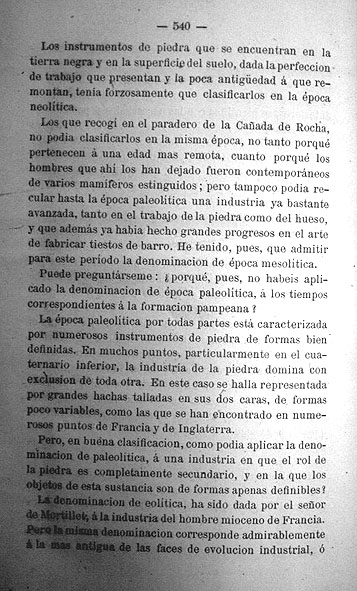 — 540 —
Los instrumentos de piedra que se encuentran en la
tierra negra y en la superficie del suelo, dada la perfeccion
de trabajo que presentan y la poca antigüedad á que re-
montan, tenia forzosamente que clasificarlos en la época
neolítica.
Los que recogí en el paradero de la Cañada de Rocha,
no podia clasificarlos en la misma época, no tanto porqué
pertenecen á una edad mas remota, cuanto porqué los
hombres que ahí los han dejado fueron contemporáneos
de varios mamíferos estinguidos; pero tampoco podia re-
cular hasta la época paleolítica una industria ya bastante
avanzada, tanto en el trabajo de la piedra como del hueso,
y que además ya habia hecho grandes progresos en el arte
de fabricar tiestos de barro. He tenido, pues, que admitir
para este período la denominacion de época mesolítica.
Puede preguntárseme: ¿porqué, pues, no habeis apli-
cado la denominacion de época paleolítica, á los tiempos
correspondientes á la formacion pampeana?
La época paleolítica por todas partes está caracterizada
por numerosos instrumentos de piedra de formas bien
definidas. En muchos puntos, particularmente en el cua-
ternario inferior, la industria de la piedra domina con
exclusion de toda otra. En este caso se halla representada
por grandes hachas talladas en sus dos caras, de formas
poco variables, como las que se han encontrado en nume-
rosos puntos de Francia y de Inglaterra.
Pero, en buéna clasificacion, como podia aplicar la deno-
minacion de paleolítica, á una industria en que el rol de
la piedra es completamente secundario, y en la que los
objetos de esta sustancia son de formas apenas definibles?
La denominacion de eolítica, ha sido dada por el señor
de Mortillet, á la industria del hombre mioceno de Francia.
Pero la misma denominacion corresponde admirablemente
á la mas antigua de las faces de evolucion industrial, ó